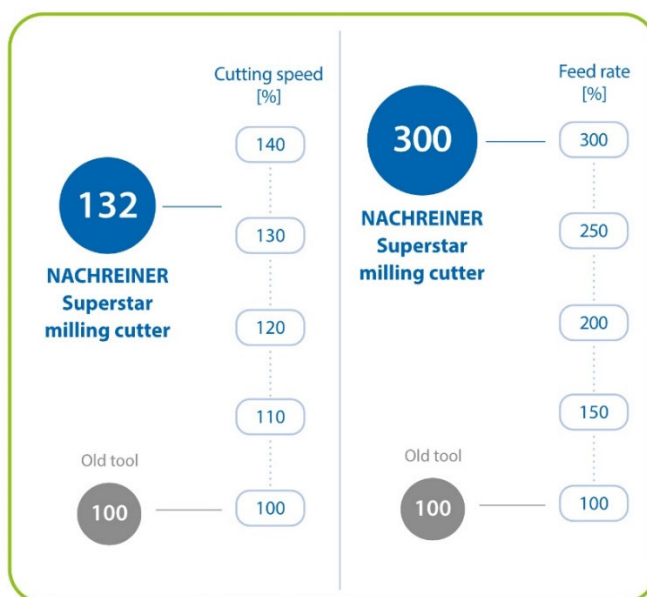 Cutting speed
[%]
140
132
130
NACHREINER
Superstar
milling cutter
120
110
Old tool
100
100
Feed rate
[%]
300
300
NACHREINER
Superstar
milling cutter
250
200
150
Old tool
100
100